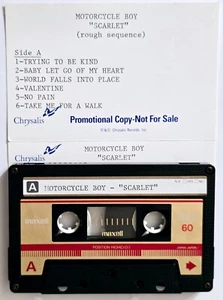 MOTORCYCLE BOY
"SCARLET"
(rough sequence)
Side A
1-TRYING TO BE KIND
2-BABY LET GO OF MY HEART
3-WORLD FALLS INTO PLACE
4-VALENTINE
5-NO PAIN
6-TAKE ME FOR A WALK
Chrysalis
Promotional Copy-Not For Sale
Chrysalis
MOTORCYCLE BOY
"SCARLET"
A MOTORCYCLE BOY - "SCARLET"
maxell
60
POSITION
A